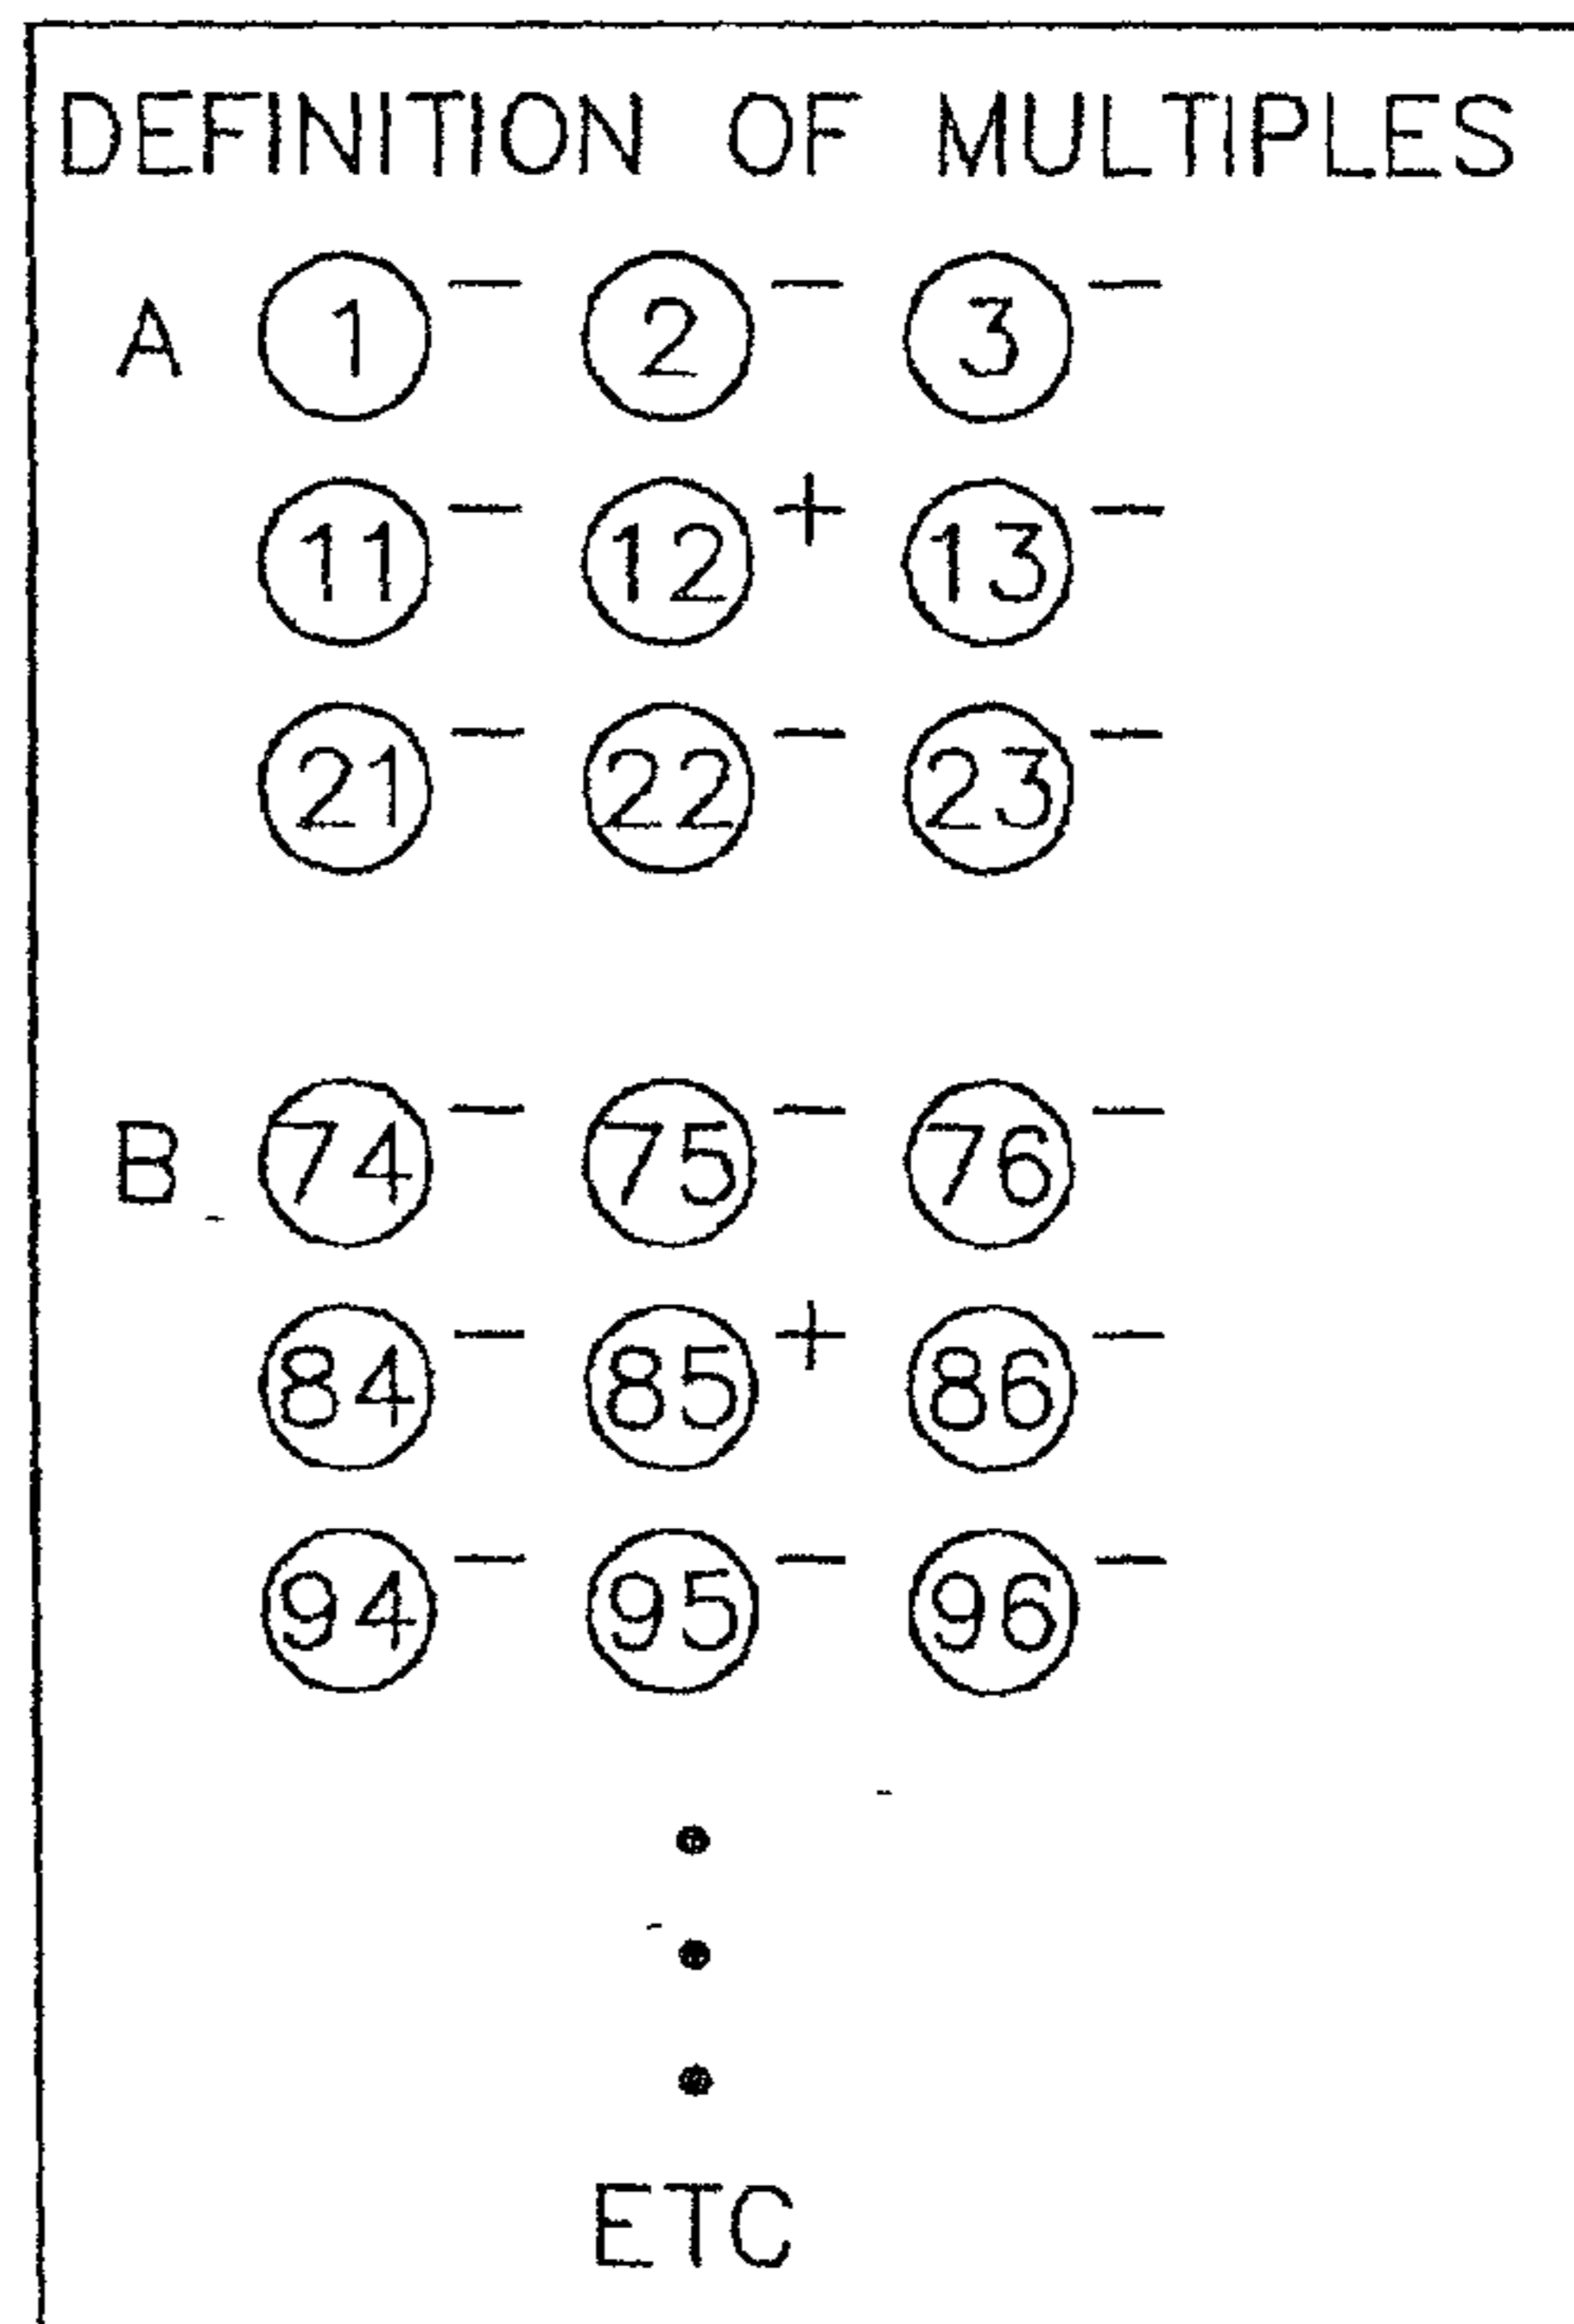 DEFINITION OF MULTIPLES
A 1 − 2 − 3 −
11 − 12 + 13 −
21 − 22 − 23 −
B 74 − 75 − 76 −
84 − 85 + 86 −
94 − 95 − 96 −
ETC